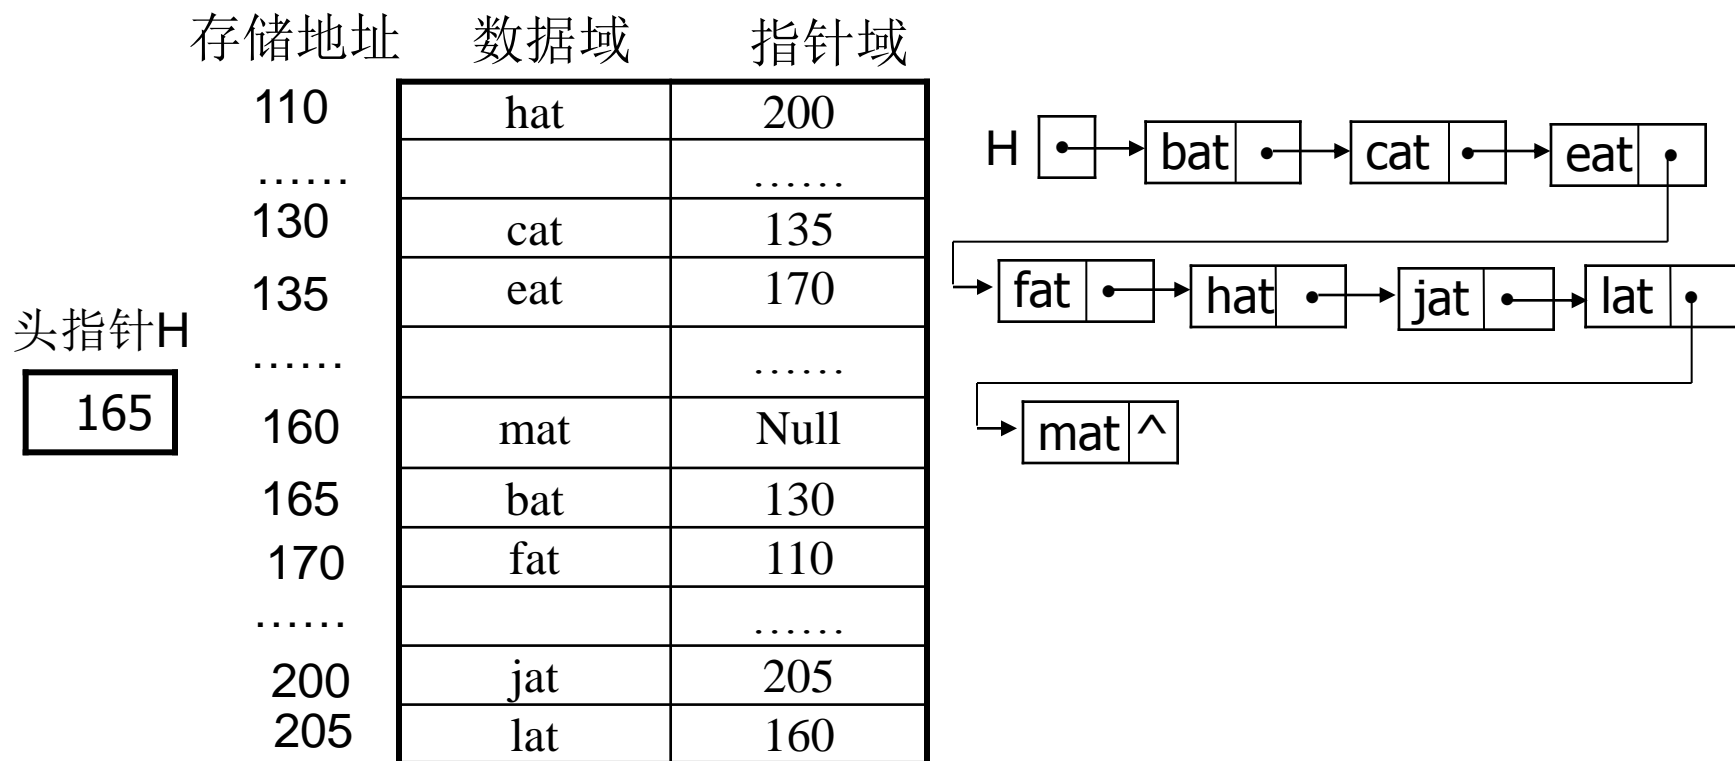 存储地址 数据域 指针域
110 hat 200
…… ……
130 cat 135
135 eat 170
…… ……
160 mat Null
165 bat 130
170 fat 110
…… ……
200 jat 205
205 lat 160
头指针H
165
H bat cat eat
fat hat jat lat
mat ^